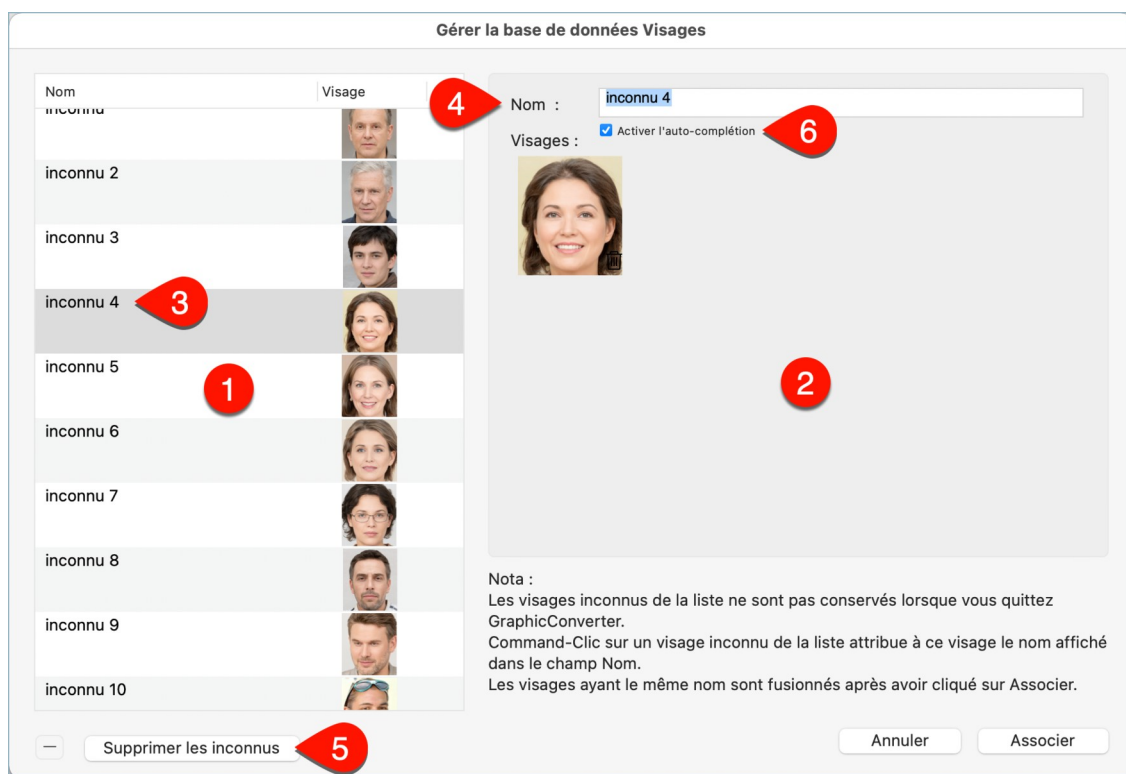 Gérer la base de données Visages
Nom Visage
inconnu
inconnu 2
inconnu 3
inconnu 4
inconnu 5
inconnu 6
inconnu 7
inconnu 8
inconnu 9
inconnu 10
1
3
Supprimer les inconnus
5
4
Nom :
inconnu 4
Visages :
Activer l'auto-complétion
6
2
Nota :
Les visages inconnus de la liste ne sont pas conservés lorsque vous quittez
GraphicConverter.
Command-Clic sur un visage inconnu de la liste attribue à ce visage le nom affiché
dans le champ Nom.
Les visages ayant le même nom sont fusionnés après avoir cliqué sur Associer.
Annuler
Associer